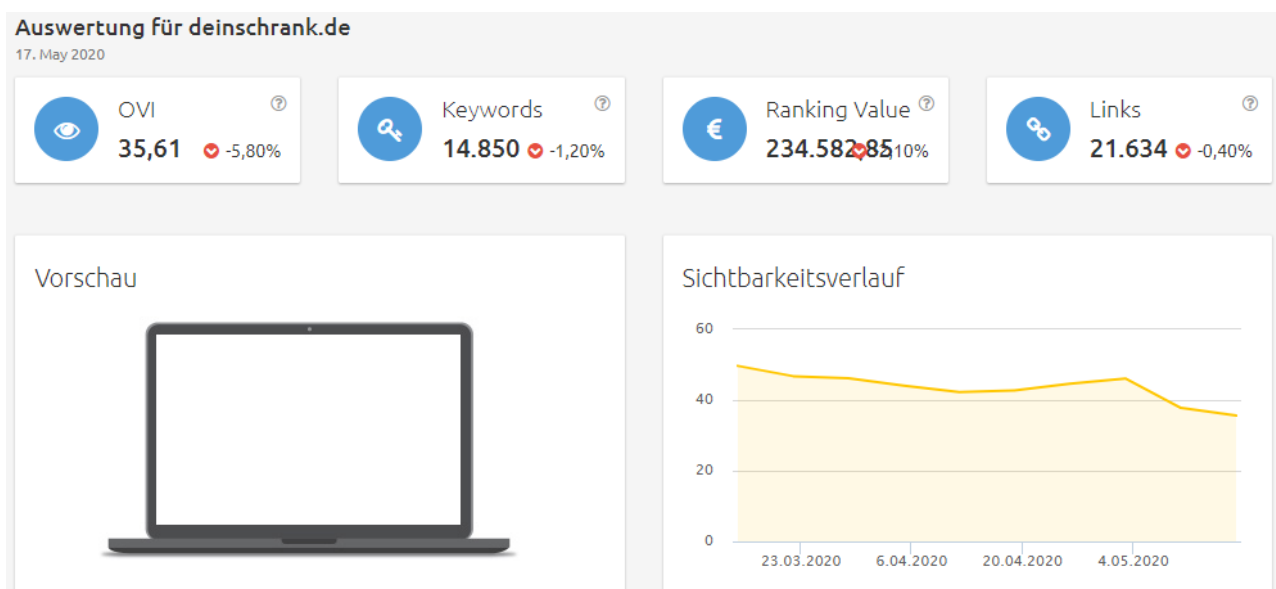 Auswertung für deinschrank.de
17. May 2020
OVI
35,61 -5,80%
Keywords
14.850 -1,20%
Ranking Value
234.582,85
Links
21.634 -0,40%
Vorschau
Sichtbarkeitsverlauf
60
40
20
0
23.03.2020 6.04.2020 20.04.2020 4.05.2020